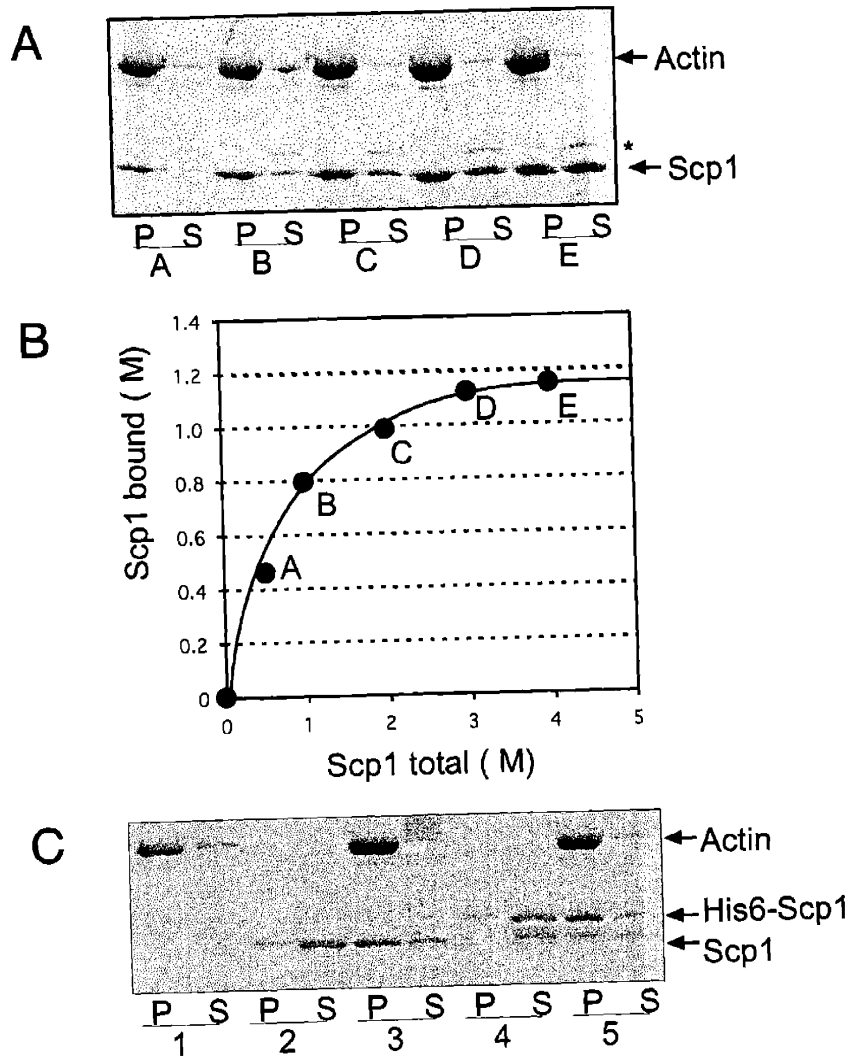 A
Actin
*
Scp1
P S P S P S P S P S
A B C D E
B
Scp1 bound ( M)
1.4
1.2
1.0
0.8
0.6
0.4
0.2
0
A
B
C
D
E
0 1 2 3 4 5
Scp1 total ( M)
C
Actin
His6-Scp1
Scp1
P S P S P S P S P S
1 2 3 4 5